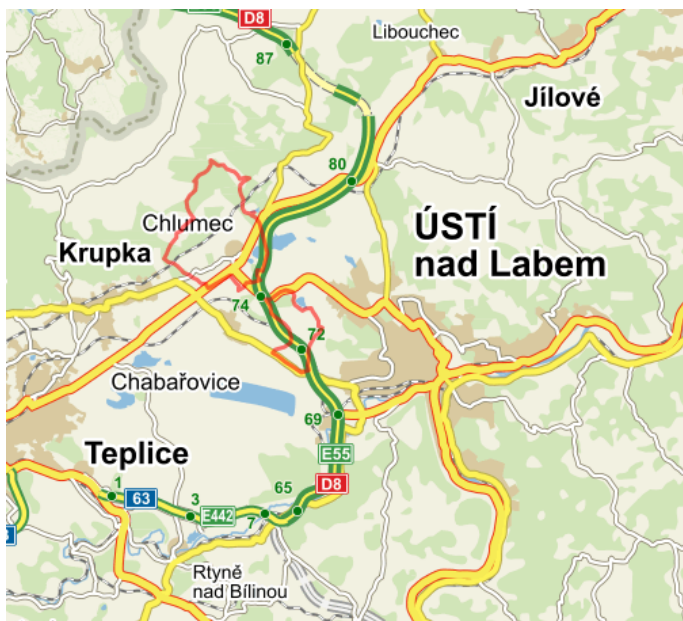 D8
87
Libouchec
Jílové
80
Chlumec
ÚSTÍ
nad Labem
Krupka
74
72
Chabařovice
69
Teplice
E55
D8
65
1
63
3
E442
7
Rtyně
nad Bílinou